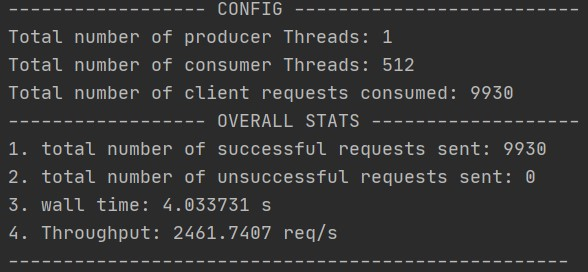 ------------------ CONFIG --------------------------
Total number of producer Threads: 1
Total number of consumer Threads: 512
Total number of client requests consumed: 9930
------------------ OVERALL STATS -------------------
1. total number of successful requests sent: 9930
2. total number of unsuccessful requests sent: 0
3. wall time: 4.033731 s
4. Throughput: 2461.7407 req/s
---------------------------------------------------